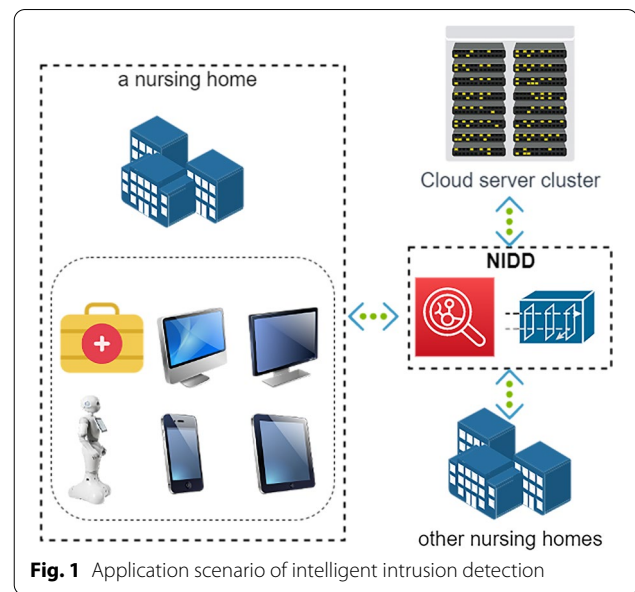 a nursing home
Cloud server cluster
NIDD
other nursing homes
Fig. 1 Application scenario of intelligent intrusion detection